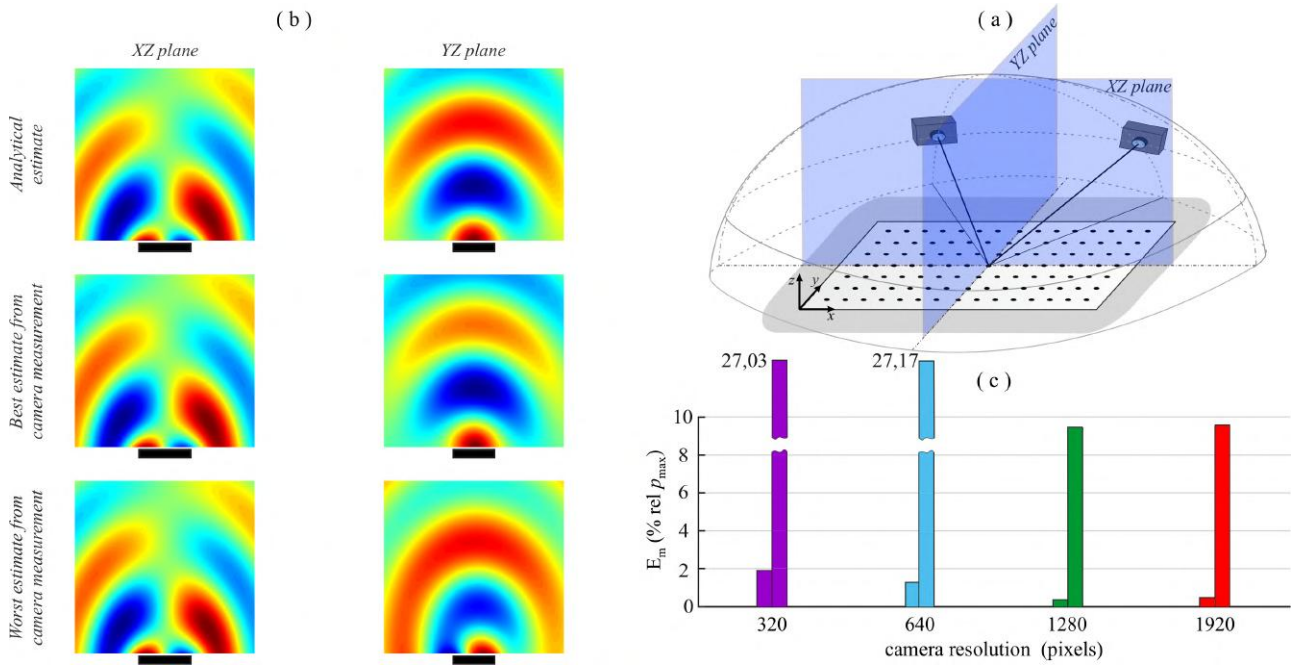 ( b )
XZ plane
YZ plane
Analytical
estimate
Best estimate from
camera measurement
Worst estimate from
camera measurement
( a )
YZ plane
XZ plane
z
y
x
27,03
27,17
( c )
10
8
6
4
2
0
E_m (% rel p_max)
320
640
1280
1920
camera resolution (pixels)